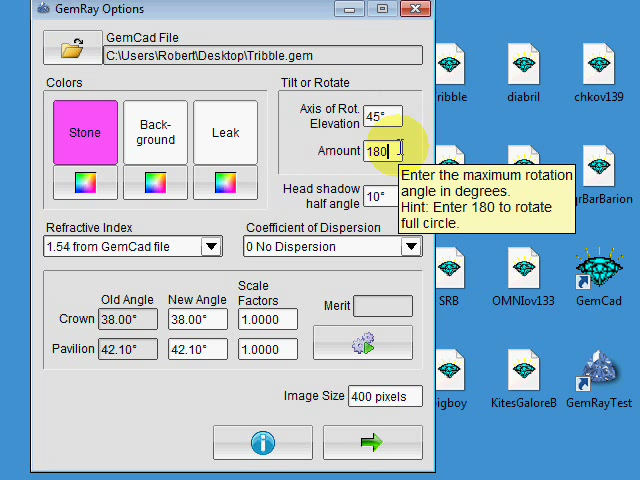 GemRay Options
GemCad File
C:\Users\Robert\Desktop\Tribble.gem
Colors
Stone
Back-
ground
Leak
Tilt or Rotate
Axis of Rot.
Elevation
45°
Amount
180
Head shadow
half angle
10°
Enter the maximum rotation
angle in degrees.
Hint: Enter 180 to rotate
full circle.
Refractive Index
1.54 from GemCad file
Coefficient of Dispersion
0 No Dispersion
Old Angle
New Angle
Scale
Factors
Merit
Crown
38.00°
38.00°
1.0000
Pavilion
42.10°
42.10°
1.0000
Image Size
400 pixels
ribble
diabril
chkov139
grBarBarion
SRB
OMNIov133
GemCad
igboy
KitesGaloreB
GemRayTest